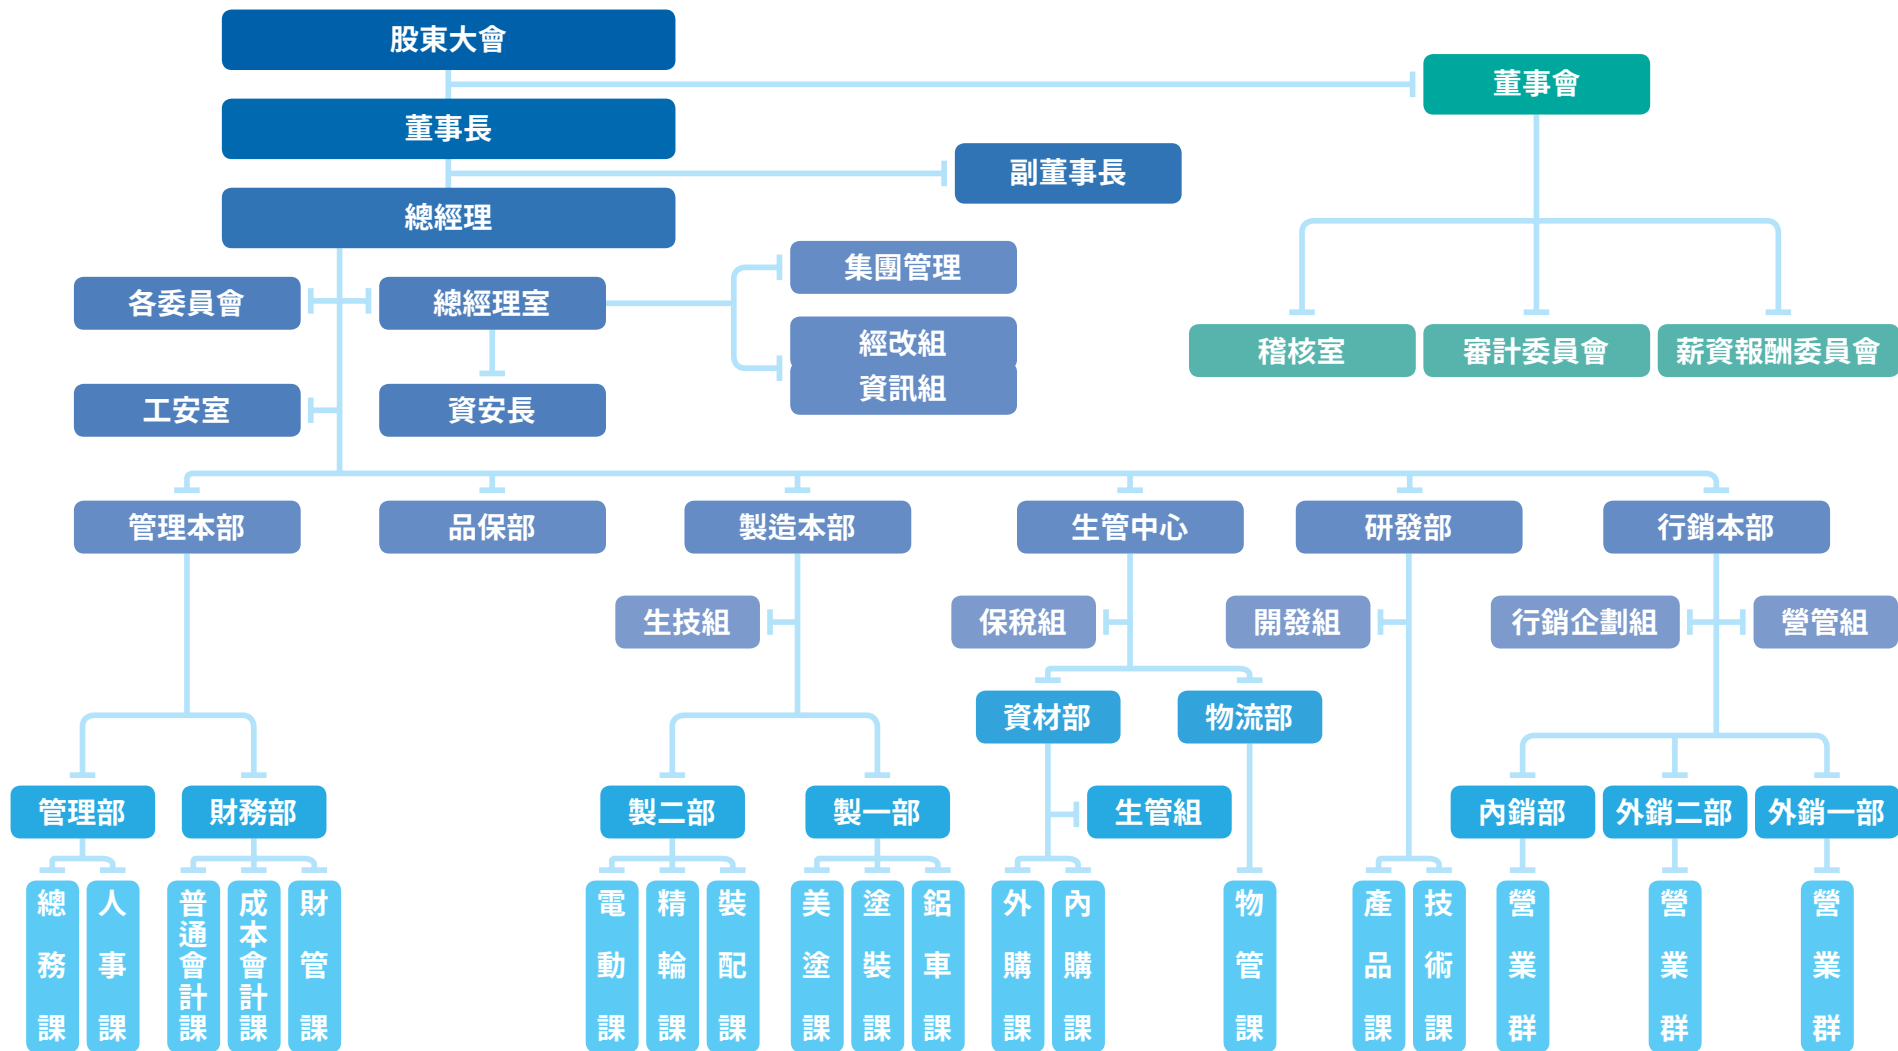 股東大會
董事會
董事長
副董事長
總經理
集團管理
各委員會
總經理室
經改組
稽核室
審計委員會
薪資報酬委員會
資訊組
工安室
資安長
管理本部
品保部
製造本部
生管中心
研發部
行銷本部
生技組
保稅組
開發組
行銷企劃組
營管組
資材部
物流部
管理部
財務部
製二部
製一部
生管組
內銷部
外銷二部
外銷一部
總務課
人事課
普通會計課
成本會計課
財管課
電動課
精輪課
裝配課
美塗課
塗裝課
鋁車課
外購課
內購課
物管課
產品課
技術課
營業群
營業群
營業群